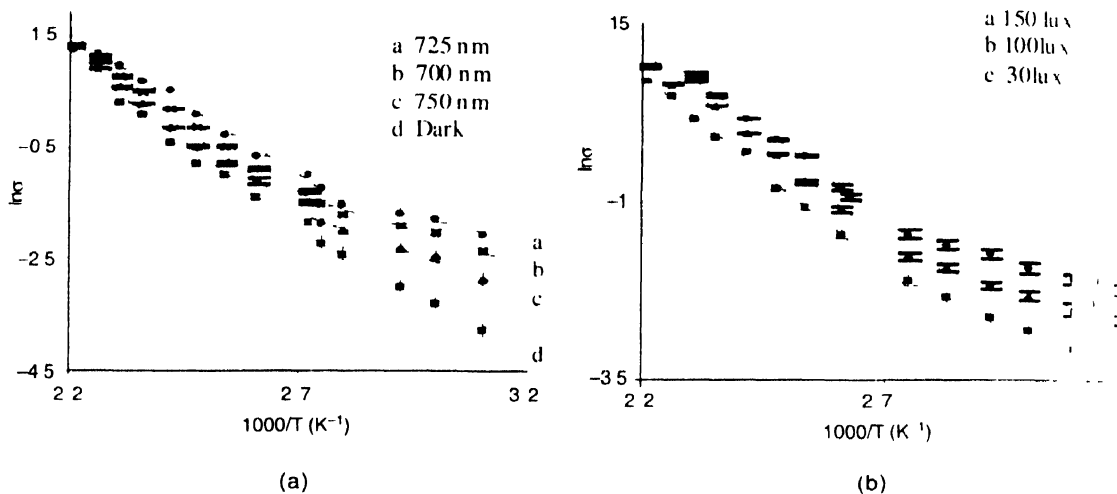 a 725 nm
b 700 nm
c 750 nm
d Dark
1 5
−0.5
−2.5
−4 5
lnσ
a
b
c
d
2 2
2 7
3 2
1000/T (K⁻¹)
(a)
a 150 lux
b 100 lux
c 30 lux
15
−1
−3 5
lnσ
2 2
2 7
1000/T (K⁻¹)
(b)